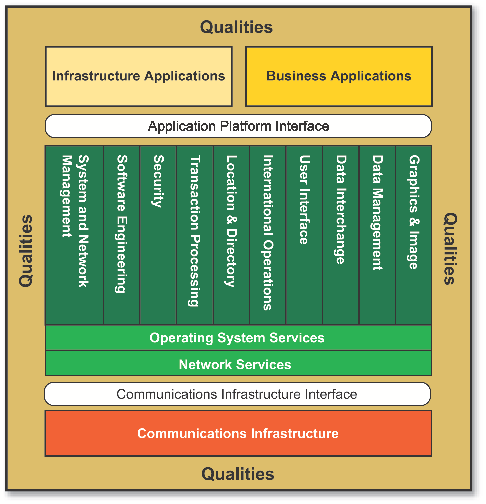 Qualities
Infrastructure Applications
Business Applications
Application Platform Interface
Qualities
System and Network
Management
Software Engineering
Security
Transaction Processing
Location & Directory
International Operations
User Interface
Data Interchange
Data Management
Graphics & Image
Qualities
Operating System Services
Network Services
Communications Infrastructure Interface
Communications Infrastructure
Qualities